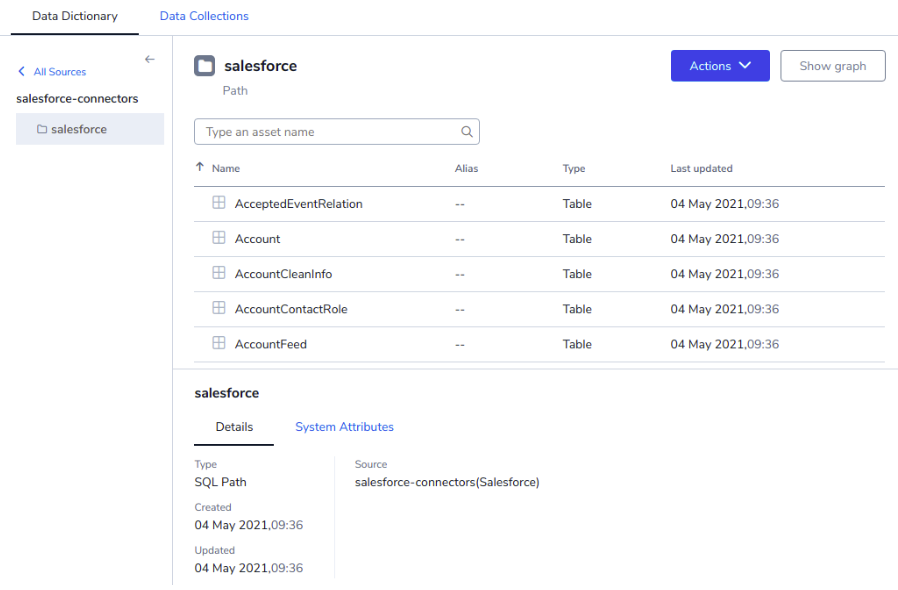 Data Dictionary Data Collections
All Sources
salesforce-connectors
salesforce
salesforce
Path
Actions Show graph
Type an asset name
Name Alias Type Last updated
AcceptedEventRelation -- Table 04 May 2021,09:36
Account -- Table 04 May 2021,09:36
AccountCleanInfo -- Table 04 May 2021,09:36
AccountContactRole -- Table 04 May 2021,09:36
AccountFeed -- Table 04 May 2021,09:36
salesforce
Details System Attributes
Type
SQL Path
Created
04 May 2021,09:36
Updated
04 May 2021,09:36
Source
salesforce-connectors(Salesforce)